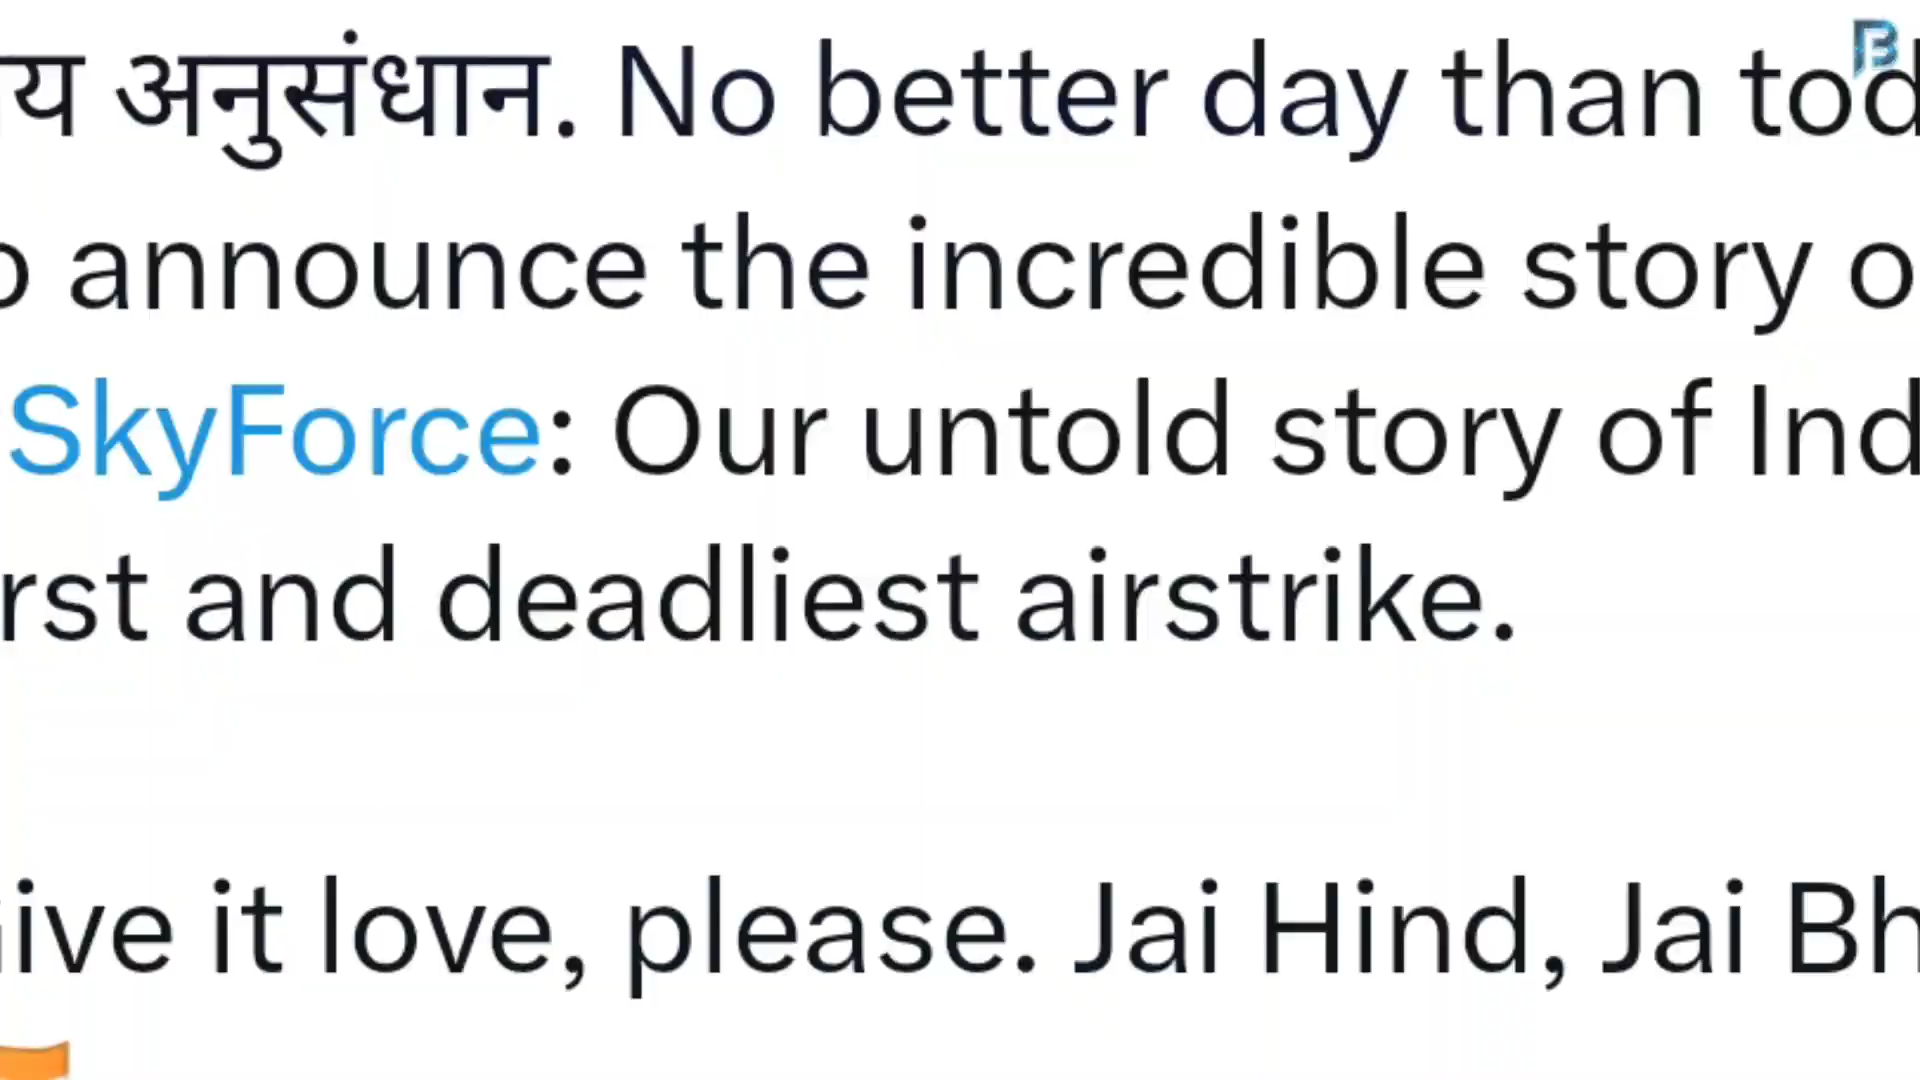 य अनुसंधान. No better day than tod
o announce the incredible story o
SkyForce: Our untold story of Ind
rst and deadliest airstrike.
ive it love, please. Jai Hind, Jai Bh